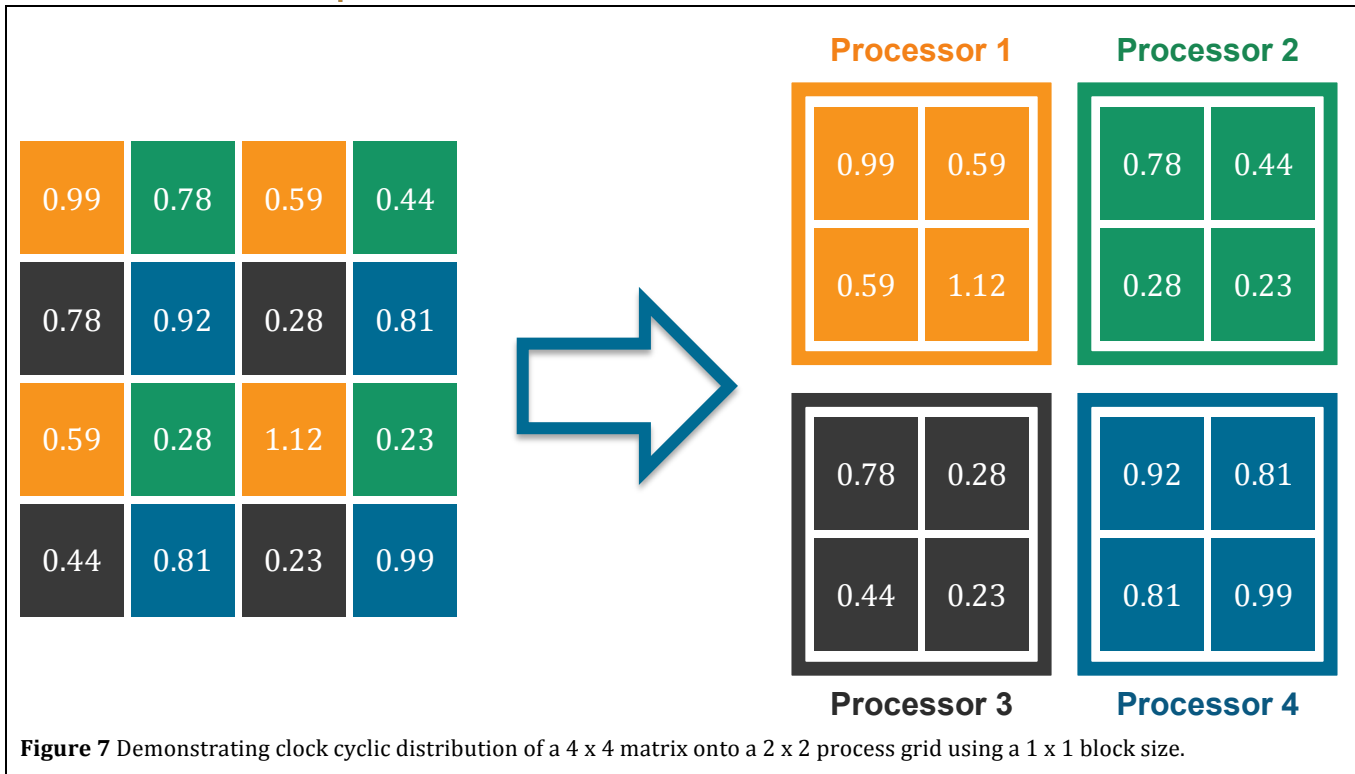 0.99 0.78 0.59 0.44
0.78 0.92 0.28 0.81
0.59 0.28 1.12 0.23
0.44 0.81 0.23 0.99
Processor 1
0.99 0.59
0.59 1.12
Processor 2
0.78 0.44
0.28 0.23
0.78 0.28
0.44 0.23
Processor 3
0.92 0.81
0.81 0.99
Processor 4
Figure 7 Demonstrating clock cyclic distribution of a 4 x 4 matrix onto a 2 x 2 process grid using a 1 x 1 block size.